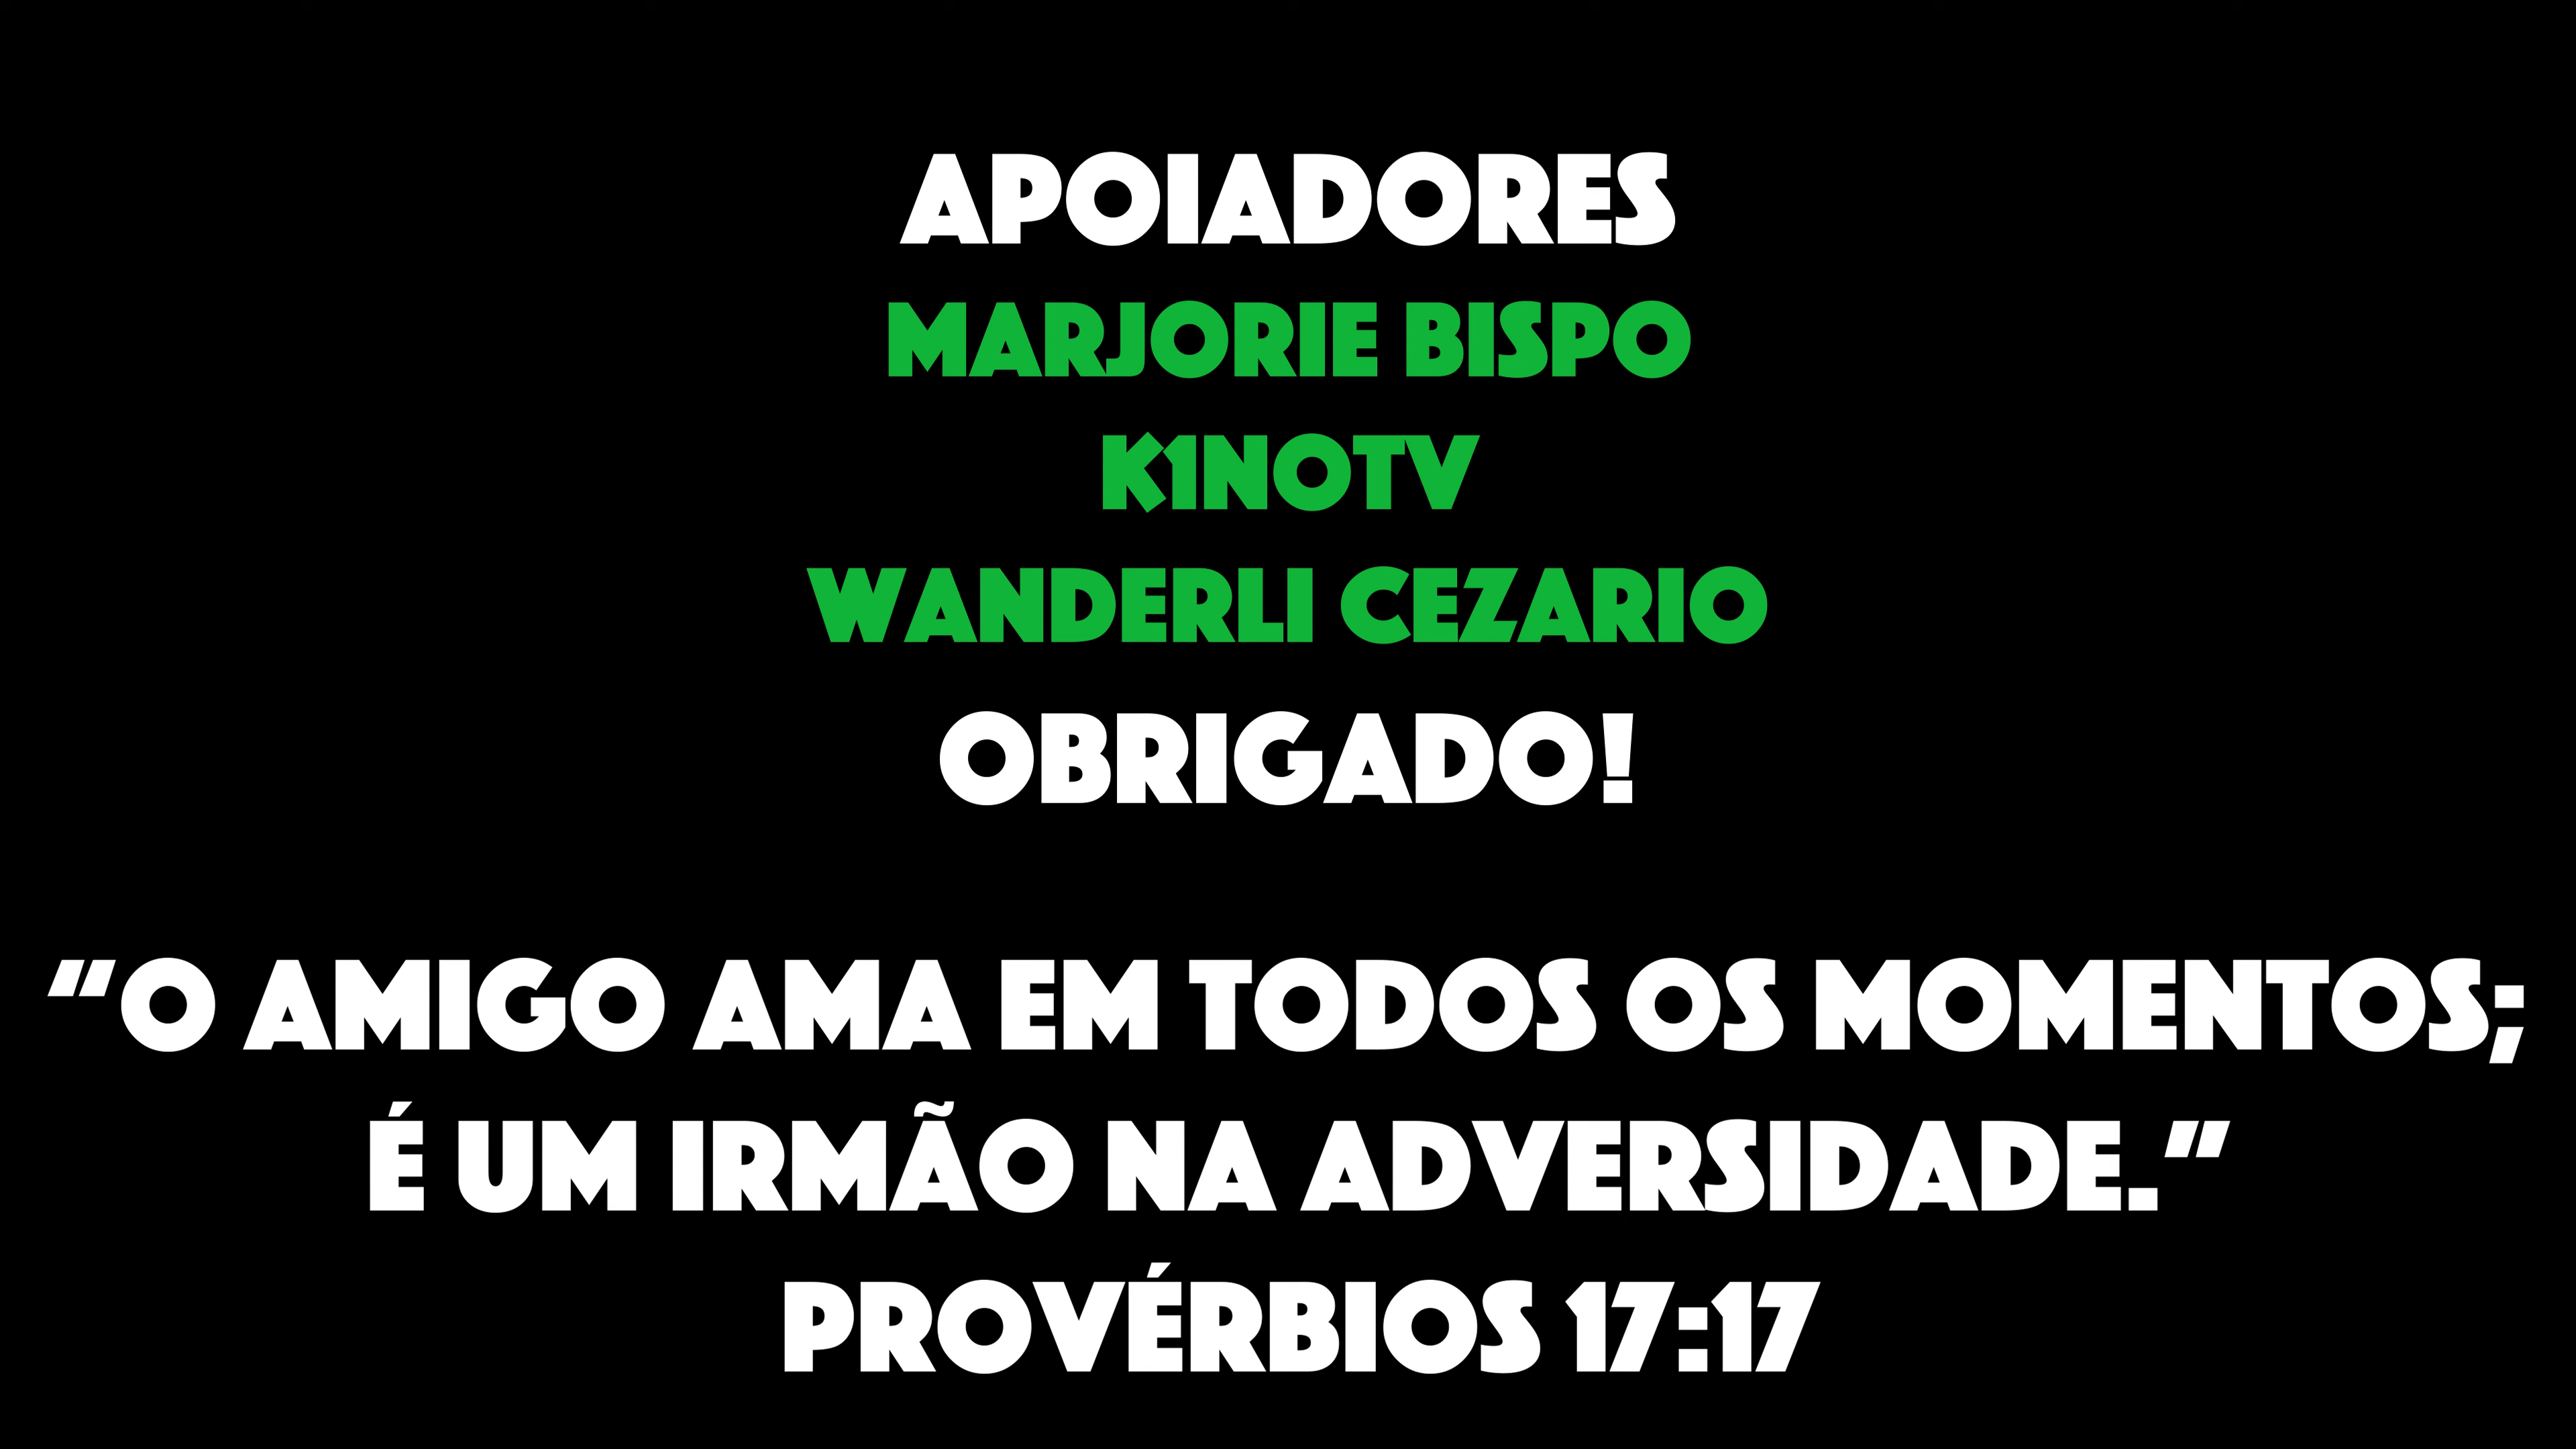 APOIADORES
MARJORIE BISPO
K1NOTV
WANDERLI CEZARIO
OBRIGADO!
“O AMIGO AMA EM TODOS OS MOMENTOS;
É UM IRMÃO NA ADVERSIDADE.”
PROVÉRBIOS 17:17